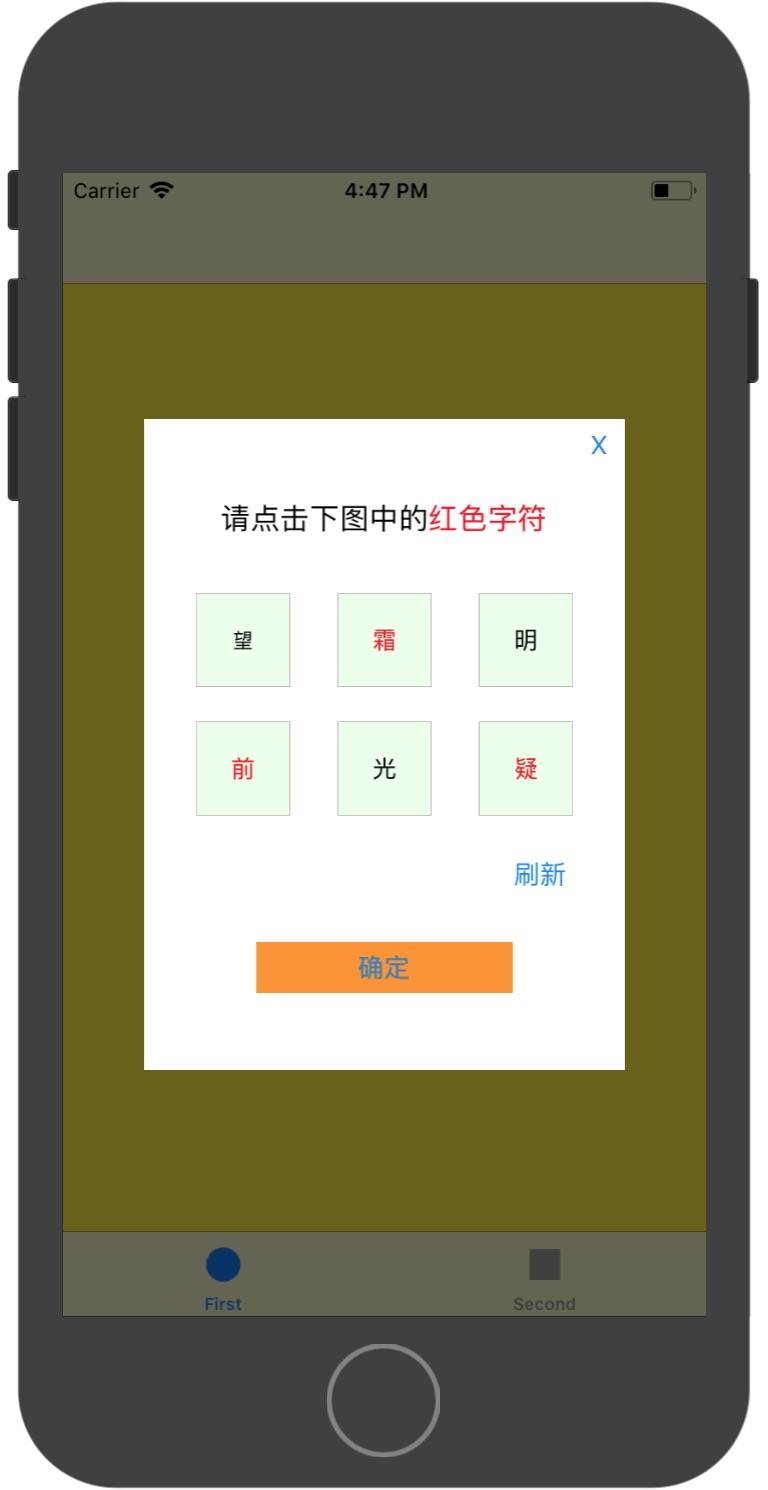 Carrier 4:47 PM
X
请点击下图中的红色字符
望 霜 明
前 光 疑
刷新
确定
First Second